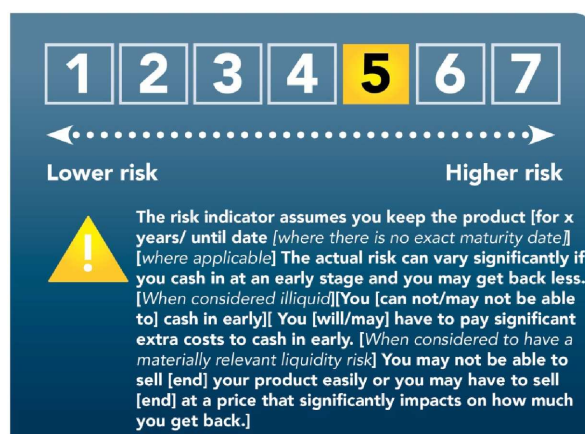 1 2 3 4 5 6 7
Lower risk Higher risk
!
The risk indicator assumes you keep the product [for x
years/ until date [where there is no exact maturity date]]
[where applicable] The actual risk can vary significantly if
you cash in at an early stage and you may get back less.
[When considered illiquid][You [can not/may not be able
to] cash in early][ You [will/may] have to pay significant
extra costs to cash in early. [When considered to have a
materially relevant liquidity risk] You may not be able to
sell [end] your product easily or you may have to sell
[end] at a price that significantly impacts on how much
you get back.]